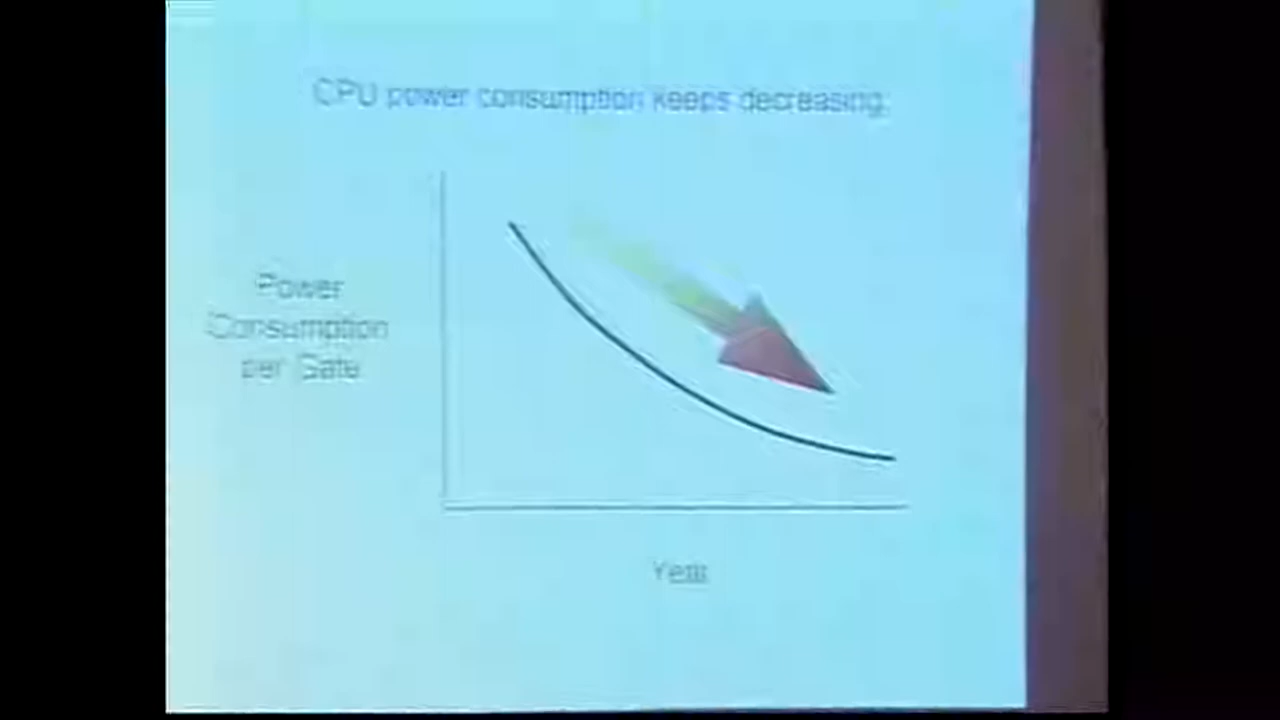 CPU power consumption keeps decreasing.
Power
Consumption
per Gate
Year